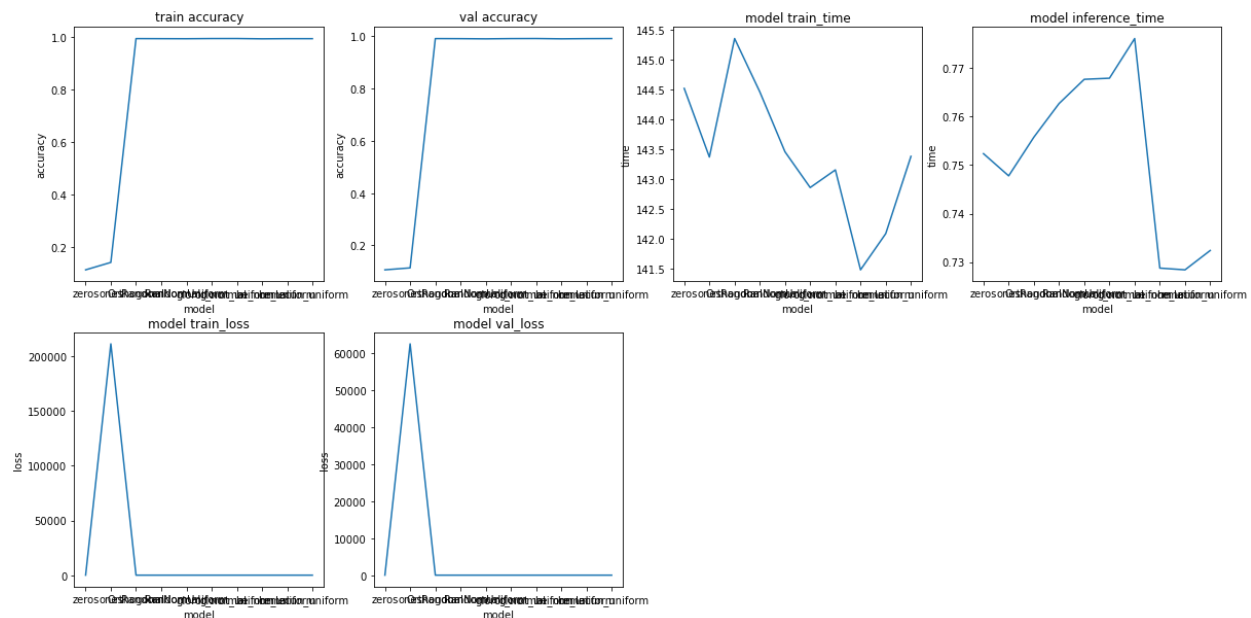 train accuracy
1.0
0.8
0.6
0.4
0.2
accuracy
model
val accuracy
1.0
0.8
0.6
0.4
0.2
accuracy
model
model train_time
145.5
145.0
144.5
144.0
143.5
143.0
142.5
142.0
141.5
time
model
model inference_time
0.77
0.76
0.75
0.74
0.73
time
model
model train_loss
200000
150000
100000
50000
0
loss
zeros
model
model val_loss
60000
50000
40000
30000
20000
10000
0
loss
zeros
model